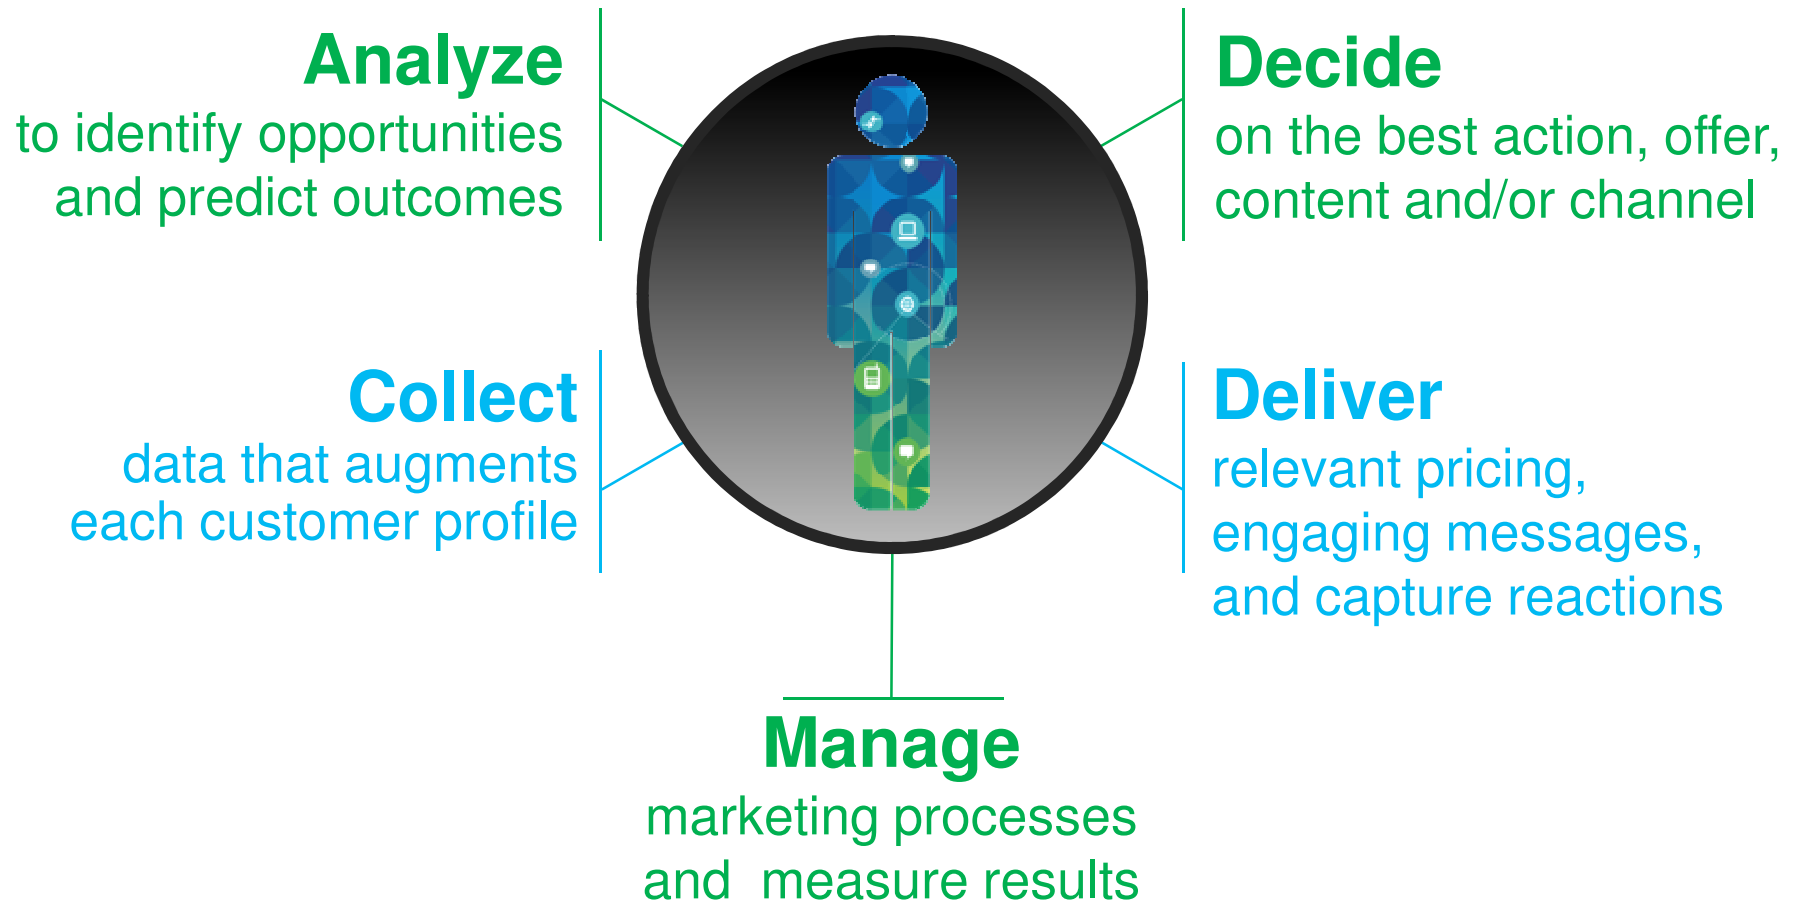 Analyze
to identify opportunities
and predict outcomes
Decide
on the best action, offer,
content and/or channel
Collect
data that augments
each customer profile
Deliver
relevant pricing,
engaging messages,
and capture reactions
Manage
marketing processes
and  measure results